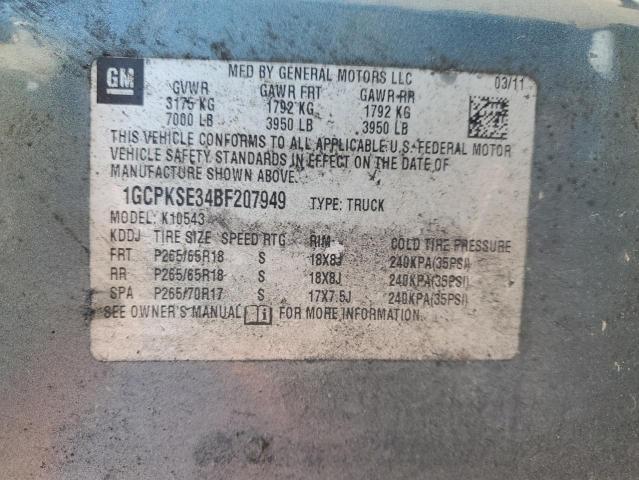 GM
MFD BY GENERAL MOTORS LLC 03/11
GVWR GAWR FRT GAWR RR
3175 KG 1792 KG 1792 KG
7000 LB 3950 LB 3950 LB
THIS VEHICLE CONFORMS TO ALL APPLICABLE U.S. FEDERAL MOTOR
VEHICLE SAFETY STANDARDS IN EFFECT ON THE DATE OF
MANUFACTURE SHOWN ABOVE.
1GCPKSE34BF207949 TYPE: TRUCK
MODEL: K10543
KDDJ TIRE SIZE SPEED RTG RIM COLD TIRE PRESSURE
FRT P265/65R18 S 18X8J 240KPA(35PSI)
RR P265/65R18 S 18X8J 240KPA(35PSI)
SPA P265/70R17 S 17X7.5J 240KPA(35PSI)
SEE OWNER'S MANUAL i FOR MORE INFORMATION.